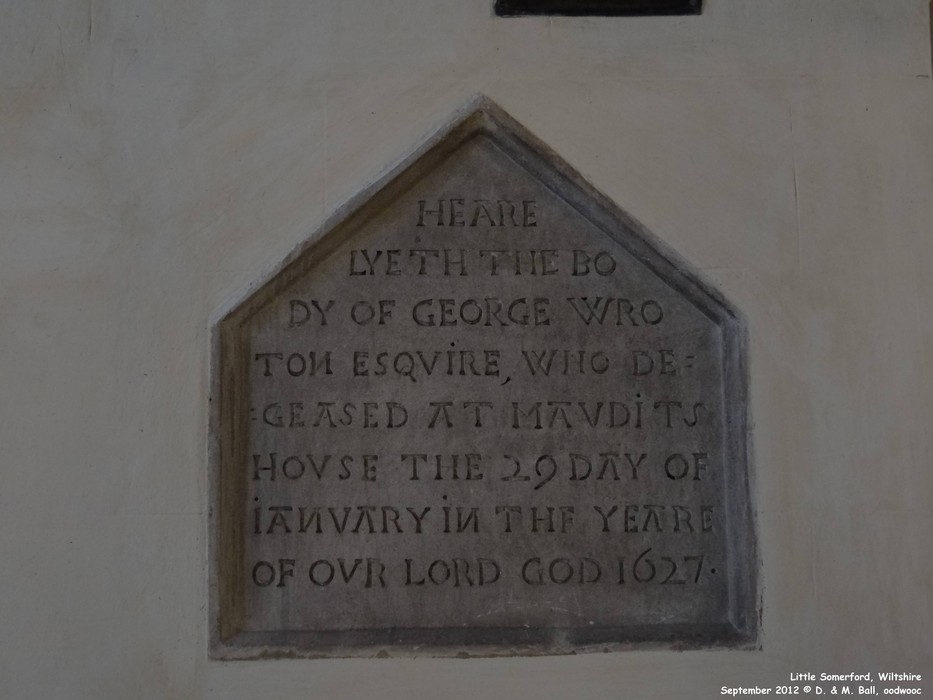 HEARE
LYETH THE BO
DY OF GEORGE WRO
TON ESQVIRE, WHO DE=
=CEASED AT MAVDITS
HOVSE THE 29 DAY OF
IANVARY IN THE YEARE
OF OVR LORD GOD 1627.
Little Somerford, Wiltshire
September 2012 © D. & M. Ball, oodwooc